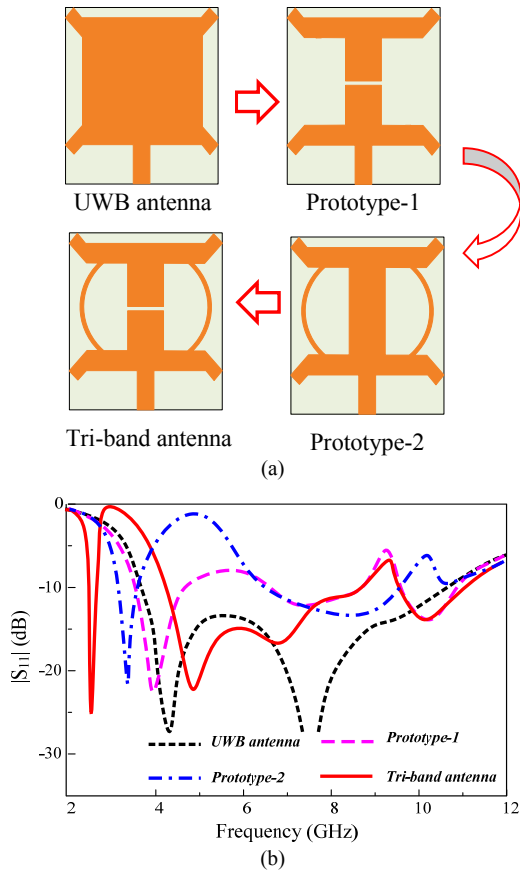 UWB antenna
Prototype-1
Tri-band antenna
Prototype-2
(a)
0
-10
-20
-30
|S11| (dB)
UWB antenna
Prototype-1
Prototype-2
Tri-band antenna
2 4 6 8 10 12
Frequency (GHz)
(b)